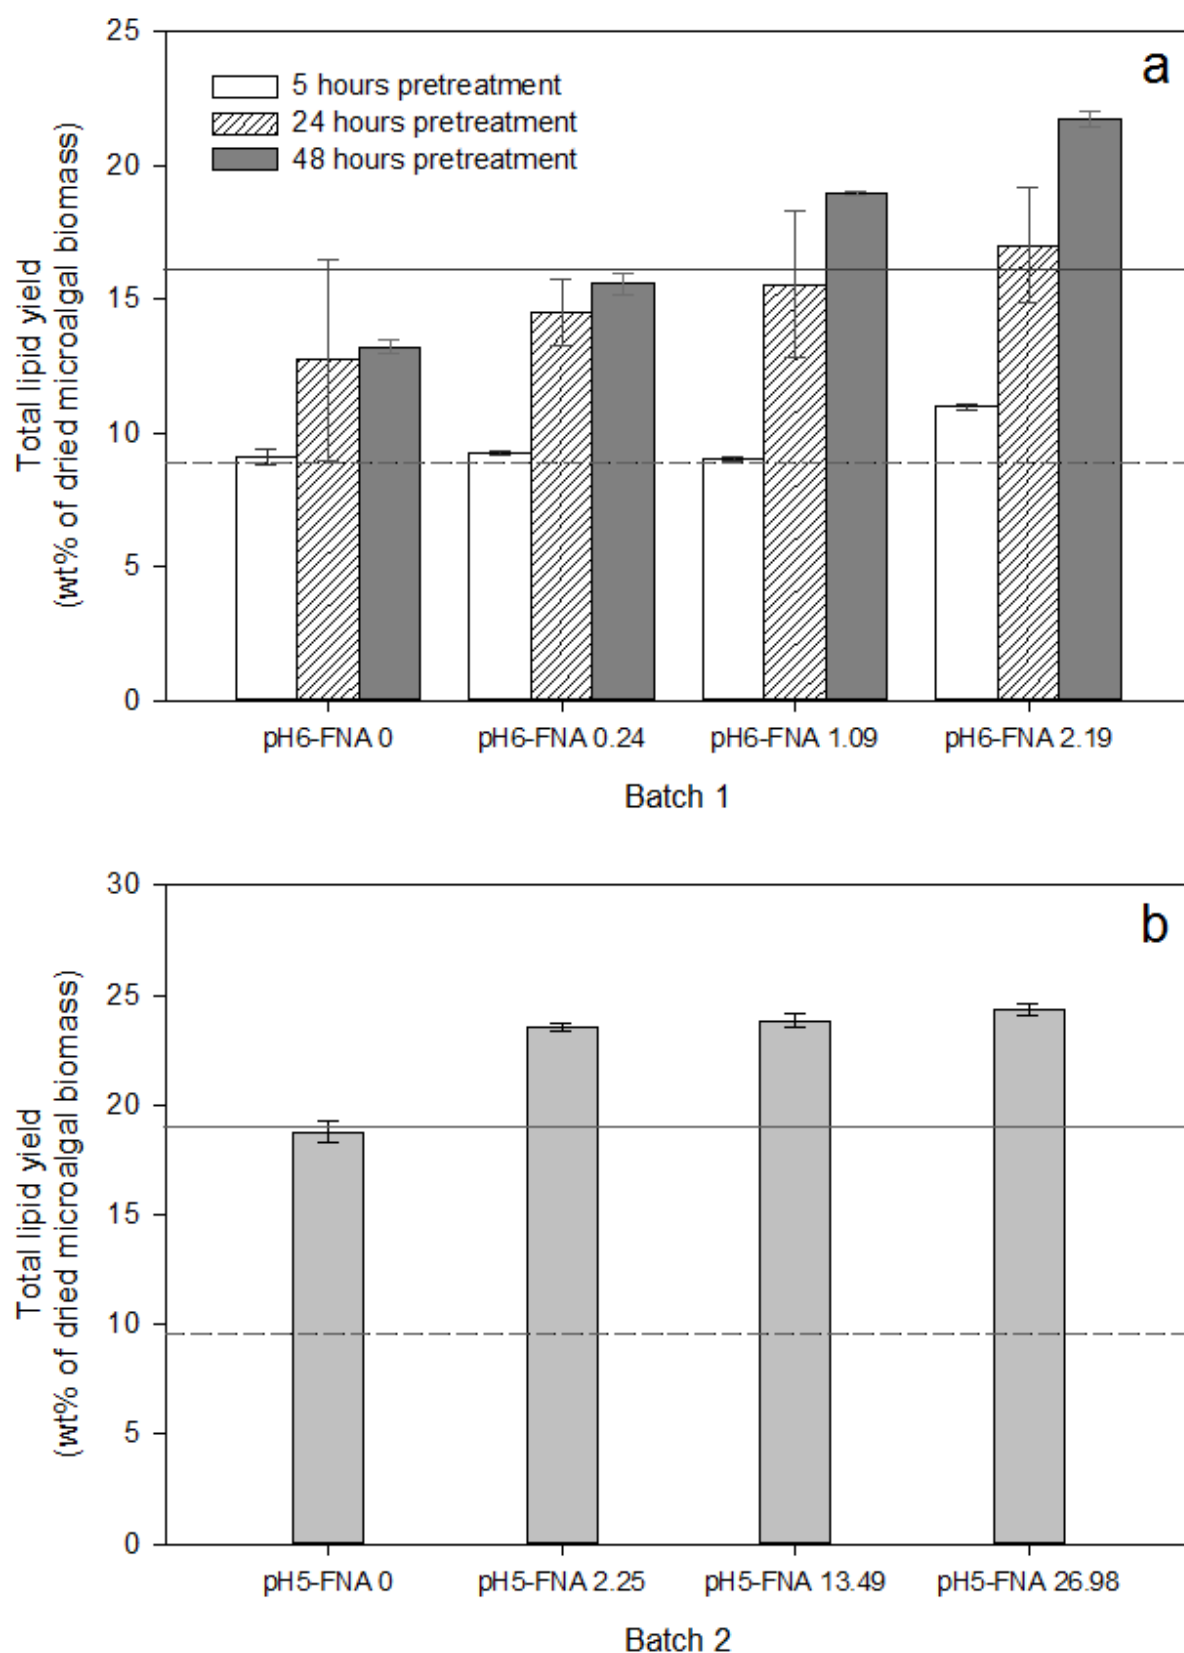 25
20
15
10
5
0
Total lipid yield
(wt% of dried microalgal biomass)
a
5 hours pretreatment
24 hours pretreatment
48 hours pretreatment
pH6-FNA 0
pH6-FNA 0.24
pH6-FNA 1.09
pH6-FNA 2.19
Batch 1
30
25
20
15
10
5
0
Total lipid yield
(wt% of dried microalgal biomass)
b
pH5-FNA 0
pH5-FNA 2.25
pH5-FNA 13.49
pH5-FNA 26.98
Batch 2